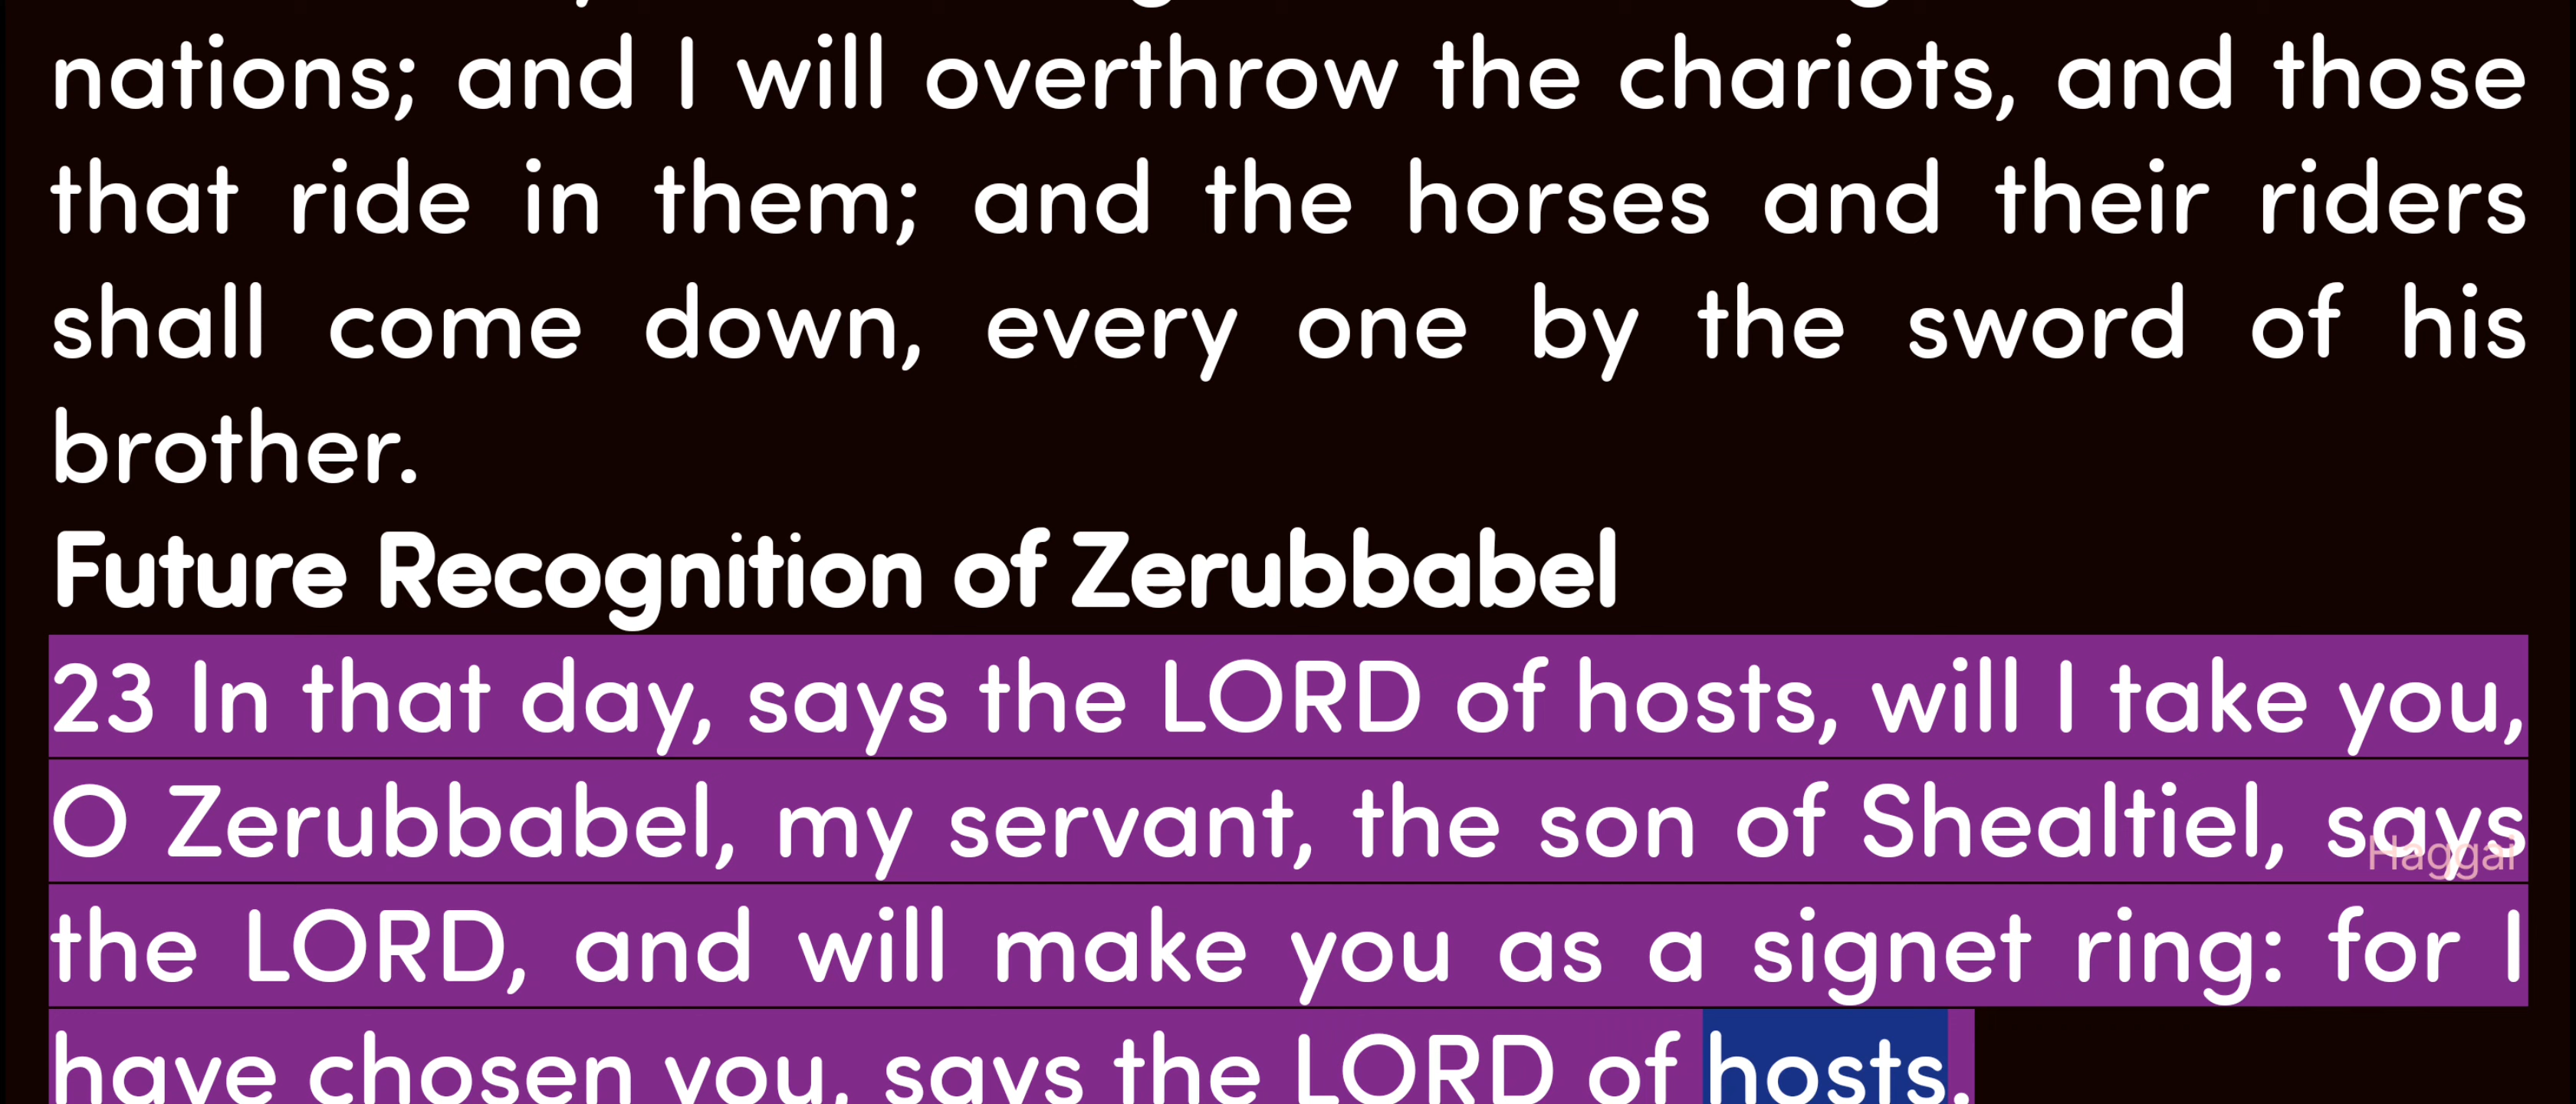 nations; and I will overthrow the chariots, and those
that ride in them; and the horses and their riders
shall come down, every one by the sword of his
brother.
Future Recognition of Zerubbabel
23 In that day, says the LORD of hosts, will I take you,
O Zerubbabel, my servant, the son of Shealtiel, says
Haggai
the LORD, and will make you as a signet ring: for I
have chosen you, says the LORD of hosts.